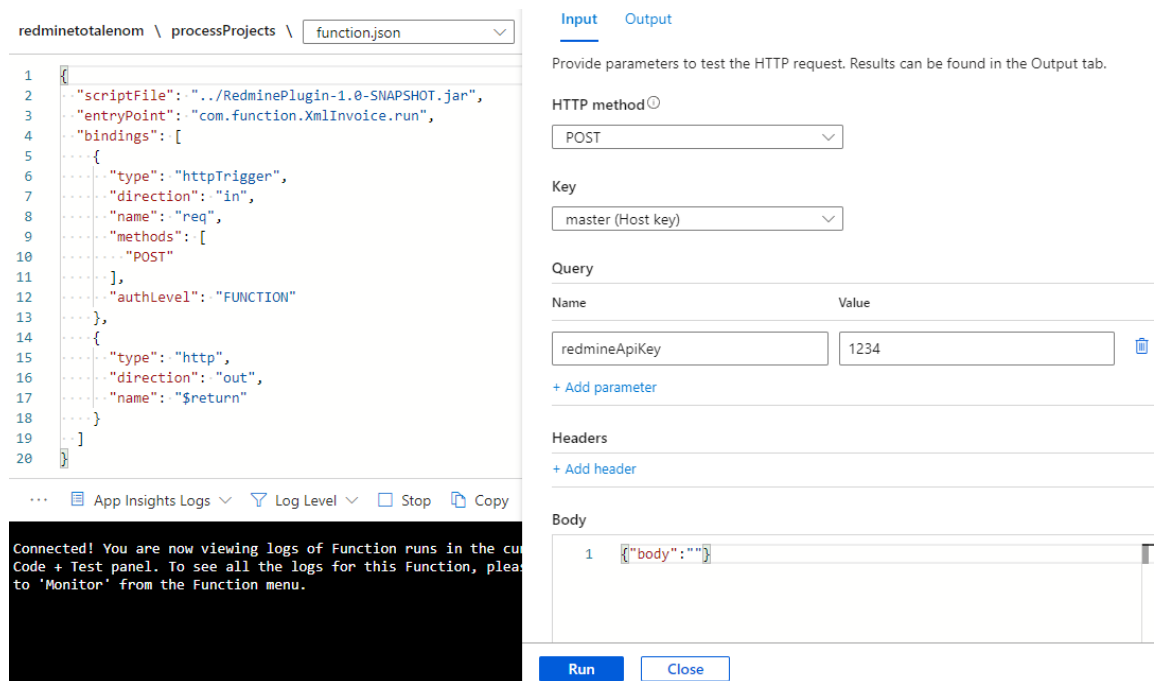 redminetotalenom \ processProjects \ function.json
1 {
2 "scriptFile": "../RedminePlugin-1.0-SNAPSHOT.jar",
3 "entryPoint": "com.function.XmlInvoice.run",
4 "bindings": [
5 {
6 "type": "httpTrigger",
7 "direction": "in",
8 "name": "req",
9 "methods": [
10 "POST"
11 ],
12 "authLevel": "FUNCTION"
13 },
14 {
15 "type": "http",
16 "direction": "out",
17 "name": "$return"
18 }
19 ]
20 }
... App Insights Logs Log Level Stop Copy
Connected! You are now viewing logs of Function runs in the cu
Code + Test panel. To see all the logs for this Function, plea
to 'Monitor' from the Function menu.
Input Output
Provide parameters to test the HTTP request. Results can be found in the Output tab.
HTTP method
POST
Key
master (Host key)
Query
Name Value
redmineApiKey 1234
+ Add parameter
Headers
+ Add header
Body
1 {"body":""}
Run Close